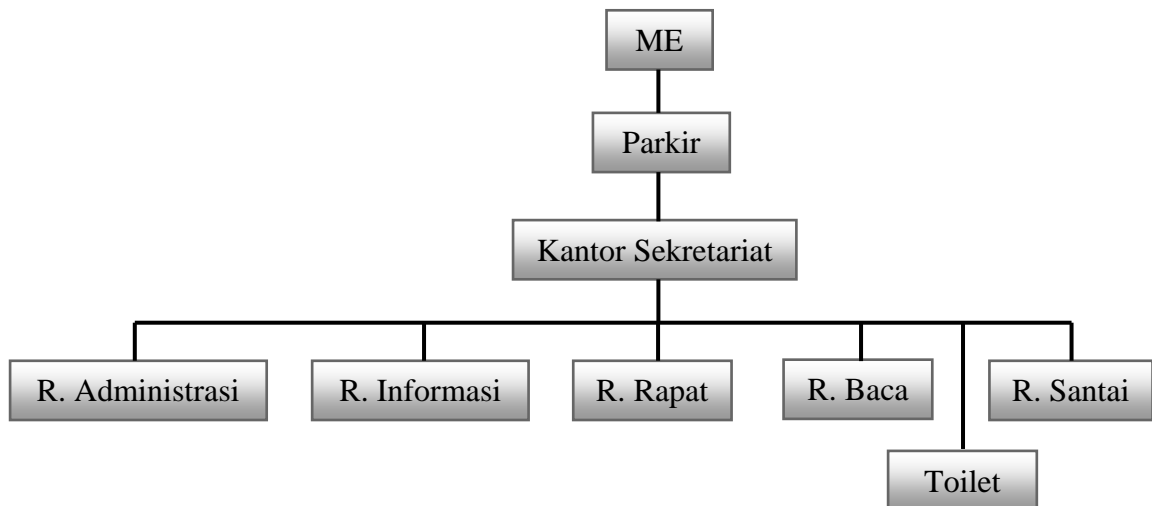 ME
Parkir
Kantor Sekretariat
R. Administrasi
R. Informasi
R. Rapat
R. Baca
R. Santai
Toilet